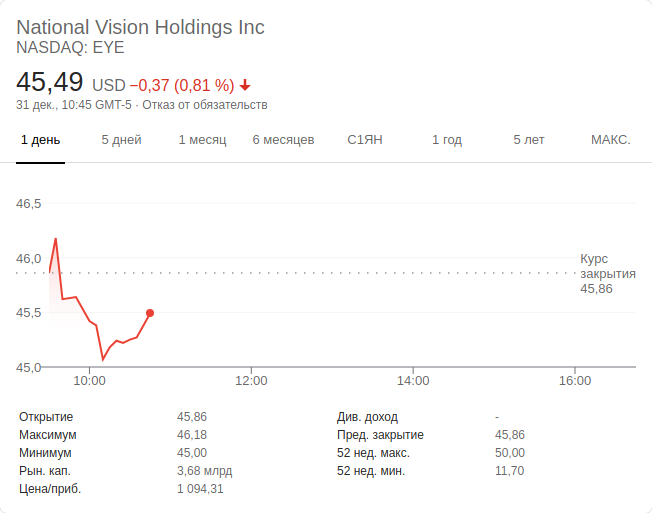 National Vision Holdings Inc
NASDAQ: EYE
45,49 USD −0,37 (0,81 %) ↓
31 дек., 10:45 GMT-5 · Отказ от обязательств
1 день 5 дней 1 месяц 6 месяцев С1ЯН 1 год 5 лет МАКС.
46,5
46,0
45,5
45,0
Курс
закрытия
45,86
10:00 12:00 14:00 16:00
Открытие 45,86 Див. доход -
Максимум 46,18 Пред. закрытие 45,86
Минимум 45,00 52 нед. макс. 50,00
Рын. кап. 3,68 млрд 52 нед. мин. 11,70
Цена/приб. 1 094,31